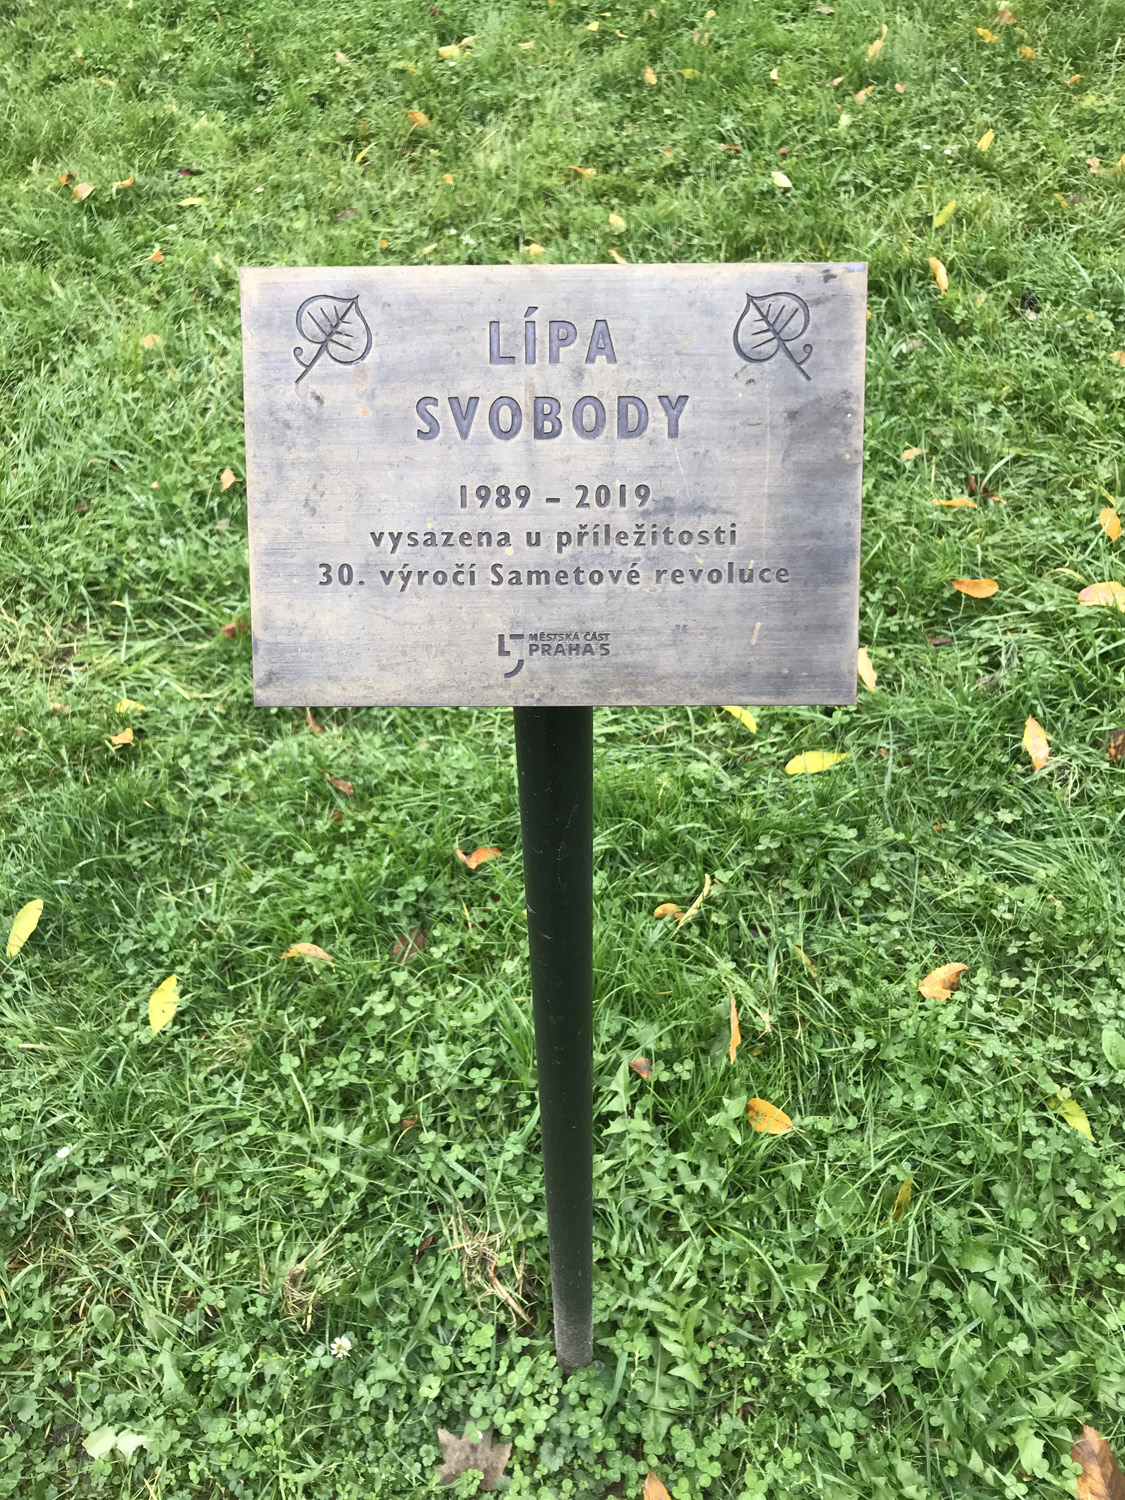 LÍPA
SVOBODY
1989 – 2019
vysazena u příležitosti
30. výročí Sametové revoluce
MĚSTSKÁ ČÁST
PRAHA 5